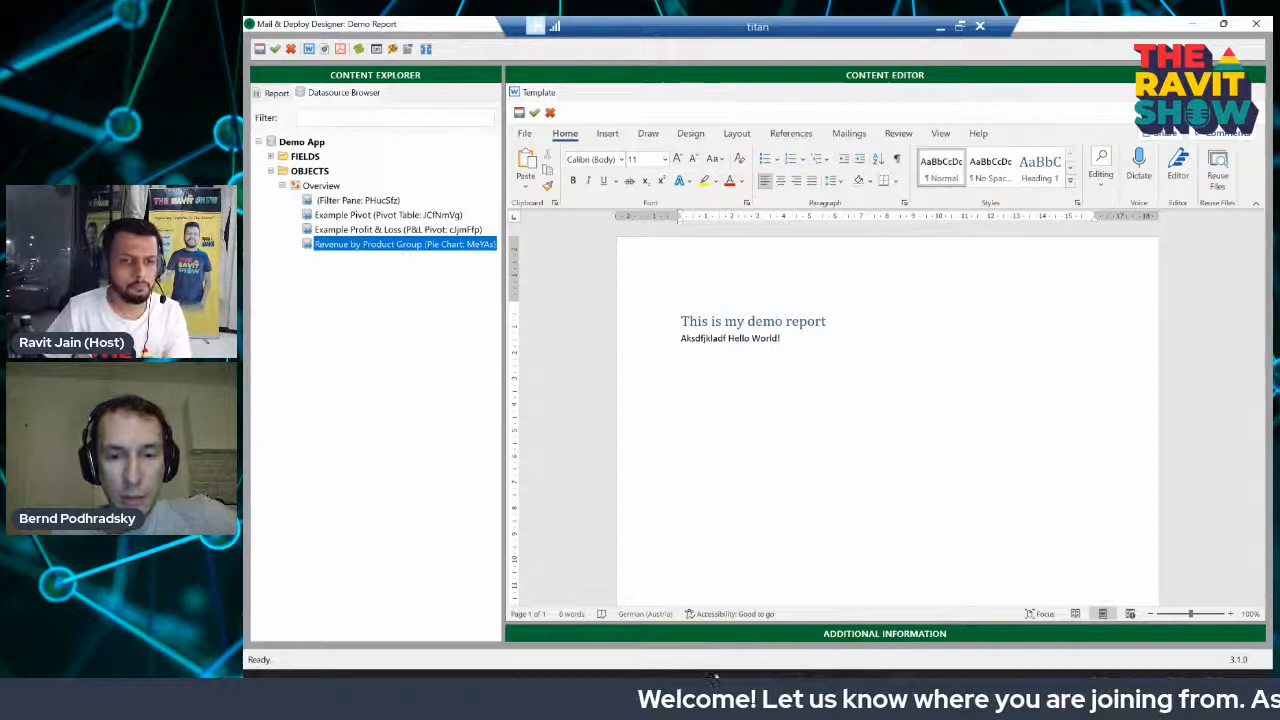 Mail & Deploy Designer: Demo Report
titan
CONTENT EXPLORER
CONTENT EDITOR
THE
RAVIT
SHOW
Report
Datasource Browser
Template
Filter:
File
Home
Insert
Draw
Design
Layout
References
Mailings
Review
View
Help
Demo App
FIELDS
OBJECTS
Overview
(Filter Pane: PHucSfz)
Example Pivot (Pivot Table: JCfNmVg)
Example Profit & Loss (P&L Pivot: cJjmFfp)
Revenue by Product Group (Pie Chart: MeYAs)
Paste
Calibri (Body)
11
AaBbCcDc
AaBbCcDc
AaBbC
¶ Normal
¶ No Spac...
Heading 1
Editing
Dictate
Editor
Reuse
Files
Clipboard
Font
Paragraph
Styles
Voice
Editor
Reuse Files
This is my demo report
Aksdfjkladf Hello World!
Ravit Jain (Host)
Bernd Podhradsky
Page 1 of 1
8 words
German (Austria)
Accessibility: Good to go
Focus
100%
ADDITIONAL INFORMATION
Ready.
3.1.0
Welcome! Let us know where you are joining from. As